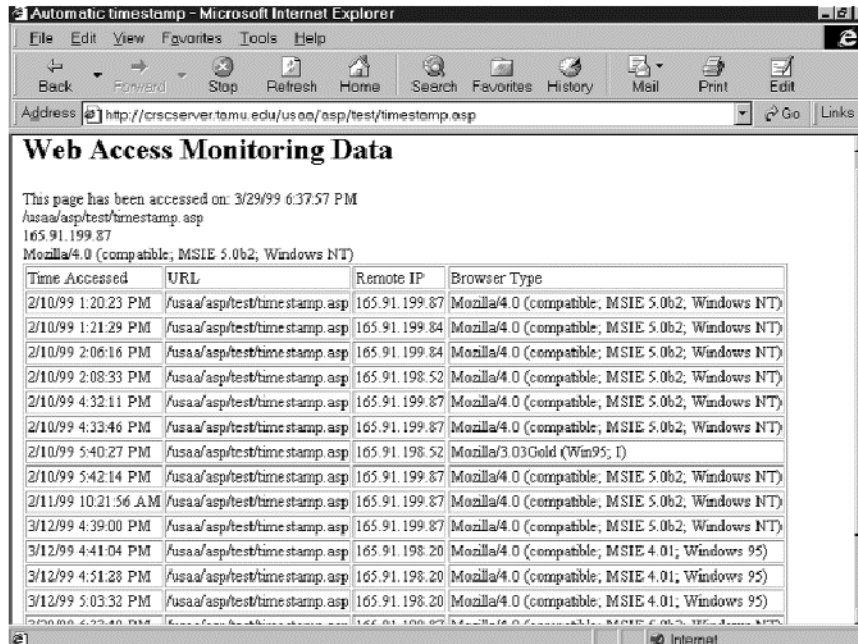 Automatic timestamp - Microsoft Internet Explorer
File Edit View Favorites Tools Help
Back Forward Stop Refresh Home Search Favorites History Mail Print Edit
Address http://crscserver.tamu.edu/usaa/asp/test/timestamp.asp Go Links
Web Access Monitoring Data
This page has been accessed on: 3/29/99 6:37:57 PM
/usaa/asp/test/timestamp.asp
165.91.199.87
Mozilla/4.0 (compatible; MSIE 5.0b2; Windows NT)
Time Accessed URL Remote IP Browser Type
2/10/99 1:20:23 PM /usaa/asp/test/timestamp.asp 165.91.199.87 Mozilla/4.0 (compatible; MSIE 5.0b2; Windows NT)
2/10/99 1:21:29 PM /usaa/asp/test/timestamp.asp 165.91.199.84 Mozilla/4.0 (compatible; MSIE 5.0b2; Windows NT)
2/10/99 2:06:16 PM /usaa/asp/test/timestamp.asp 165.91.199.84 Mozilla/4.0 (compatible; MSIE 5.0b2; Windows NT)
2/10/99 2:08:33 PM /usaa/asp/test/timestamp.asp 165.91.198.52 Mozilla/4.0 (compatible; MSIE 5.0b2; Windows NT)
2/10/99 4:32:11 PM /usaa/asp/test/timestamp.asp 165.91.199.87 Mozilla/4.0 (compatible; MSIE 5.0b2; Windows NT)
2/10/99 4:33:46 PM /usaa/asp/test/timestamp.asp 165.91.199.87 Mozilla/4.0 (compatible; MSIE 5.0b2; Windows NT)
2/10/99 5:40:27 PM /usaa/asp/test/timestamp.asp 165.91.198.52 Mozilla/3.03Gold (Win95; I)
2/10/99 5:42:14 PM /usaa/asp/test/timestamp.asp 165.91.199.87 Mozilla/4.0 (compatible; MSIE 5.0b2; Windows NT)
2/11/99 10:21:56 AM /usaa/asp/test/timestamp.asp 165.91.199.87 Mozilla/4.0 (compatible; MSIE 5.0b2; Windows NT)
3/12/99 4:39:00 PM /usaa/asp/test/timestamp.asp 165.91.199.87 Mozilla/4.0 (compatible; MSIE 5.0b2; Windows NT)
3/12/99 4:41:04 PM /usaa/asp/test/timestamp.asp 165.91.198.20 Mozilla/4.0 (compatible; MSIE 4.01; Windows 95)
3/12/99 4:51:28 PM /usaa/asp/test/timestamp.asp 165.91.198.20 Mozilla/4.0 (compatible; MSIE 4.01; Windows 95)
3/12/99 5:03:32 PM /usaa/asp/test/timestamp.asp 165.91.198.20 Mozilla/4.0 (compatible; MSIE 4.01; Windows 95)
Internet